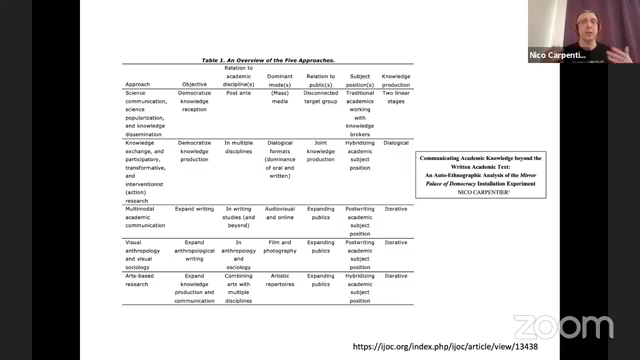 Table 1. An Overview of the Five Approaches.
Approach Objective Relation to academic discipline(s) Dominant mode(s) Relation to public(s) Subject position(s) Knowledge production
Science communication, science popularization, and knowledge dissemination Democratize knowledge reception Post ante (Mass) media Disconnected target group Traditional academics working with knowledge brokers Two linear stages
Knowledge exchange, and participatory, transformative, and interventionist (action) research Democratize knowledge production In multiple disciplines Dialogical formats (dominance of oral and written) Joint knowledge production Hybridizing academic subject position Dialogical
Multimodal academic communication Expand writing In writing studies (and beyond) Audiovisual and online Expanding publics Postwriting academic subject position Iterative
Visual anthropology and visual sociology Expand anthropological writing In anthropology and sociology Film and photography Expanding publics Postwriting academic subject position Iterative
Arts-based research Expand knowledge production and communication Combining arts with multiple disciplines Artistic repertoires Expanding publics Hybridizing academic subject position Iterative
Communicating Academic Knowledge beyond the
Written Academic Text:
An Auto-Ethnographic Analysis of the Mirror
Palace of Democracy Installation Experiment
NICO CARPENTIER1
https://ijoc.org/index.php/ijoc/article/view/13438
Nico Carpenti...
zoom